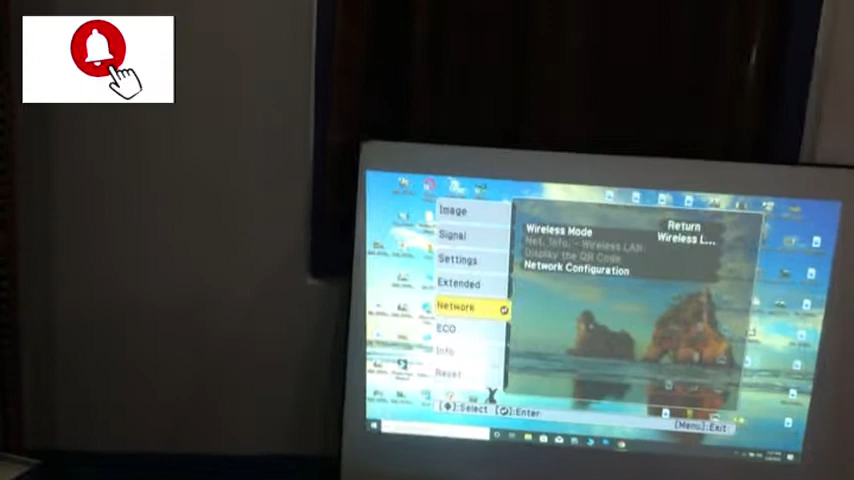 Image
Signal
Settings
Extended
Network
ECO
Info
Reset
Return
Wireless Mode Wireless L...
Net. Info. - Wireless LAN
Display the QR Code
Network Configuration
:Select :Enter
[Menu]:Exit